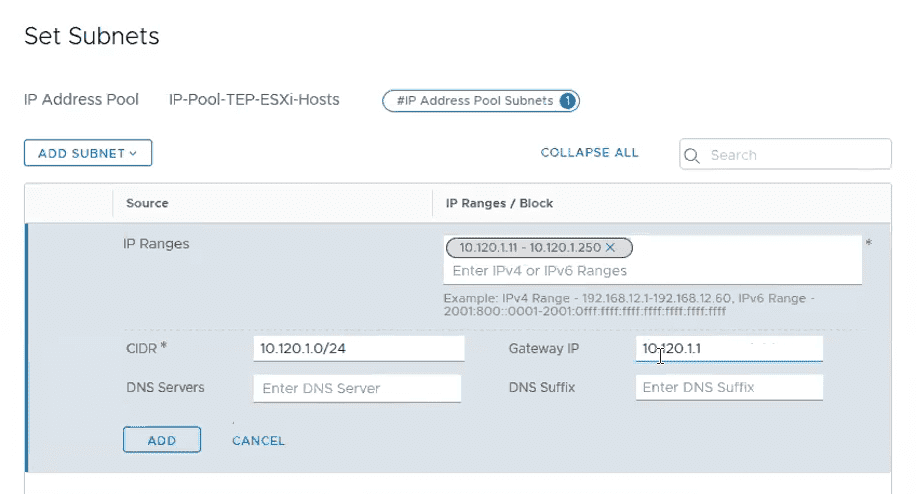 Set Subnets
IP Address Pool IP-Pool-TEP-ESXi-Hosts #IP Address Pool Subnets 1
ADD SUBNET COLLAPSE ALL Search
Source IP Ranges / Block
IP Ranges 10.120.1.11 - 10.120.1.250 *
Enter IPv4 or IPv6 Ranges
Example: IPv4 Range - 192.168.12.1-192.168.12.60, IPv6 Range -
2001:800::0001-2001:0fff:ffff:ffff:ffff:ffff:ffff:ffff
CIDR * 10.120.1.0/24 Gateway IP 10.120.1.1
DNS Servers Enter DNS Server DNS Suffix Enter DNS Suffix
ADD CANCEL